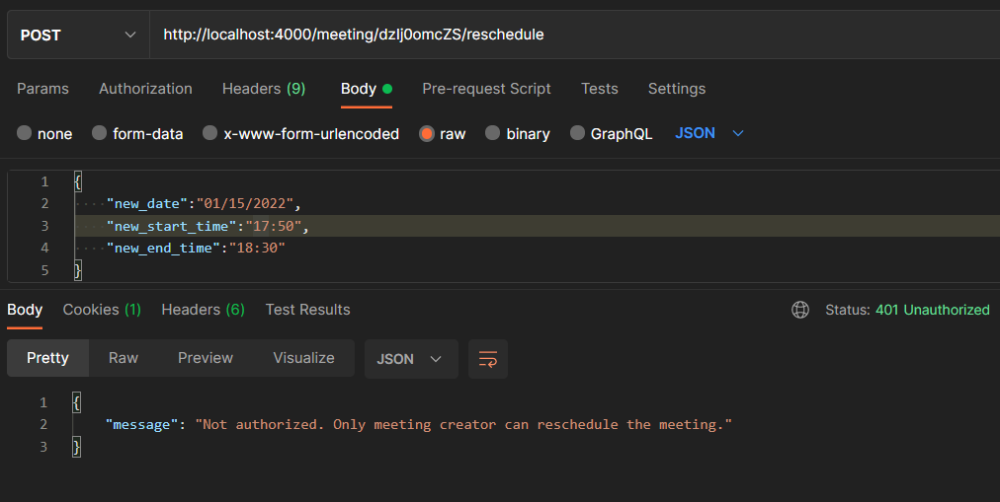 POST http://localhost:4000/meeting/dzIj0omcZS/reschedule
Params Authorization Headers (9) Body Pre-request Script Tests Settings
none form-data x-www-form-urlencoded raw binary GraphQL JSON
1 {
2 ····"new_date":"01/15/2022",
3 ····"new_start_time":"17:50",
4 ····"new_end_time":"18:30"
5 }
Body Cookies (1) Headers (6) Test Results Status: 401 Unauthorized
Pretty Raw Preview Visualize JSON
1 {
2 "message": "Not authorized. Only meeting creator can reschedule the meeting."
3 }